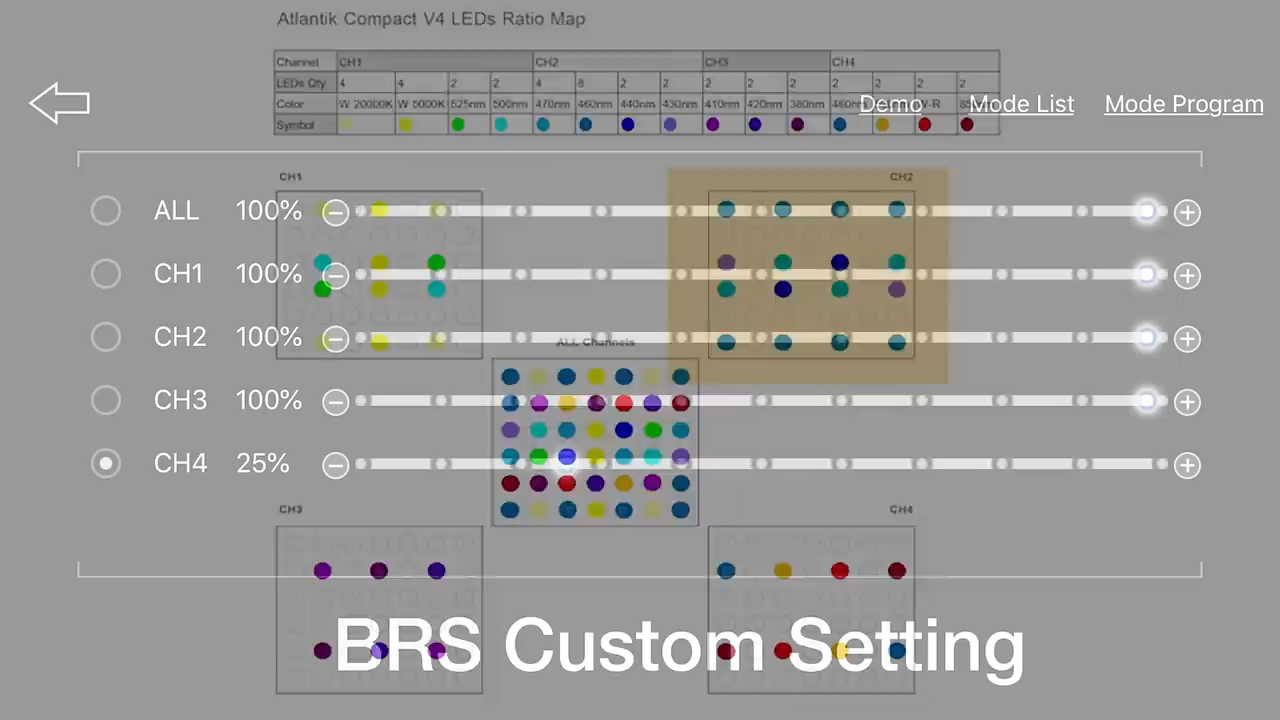 Atlantik Compact V4 LEDs Ratio Map
Channel CH1 CH2 CH3 CH4
LEDs Qty 4 4 2 2 4 8 2 2 2 2 2 2 2 2 2
Color W 20000K W 5000K 525nm 500nm 470nm 460nm 440nm 430nm 410nm 420nm 380nm 460nm
Symbol
Demo Mode List Mode Program
CH1 CH2
ALL 100%
CH1 100%
CH2 100%
ALL Channels
CH3 100%
CH4 25%
CH3 CH4
BRS Custom Setting